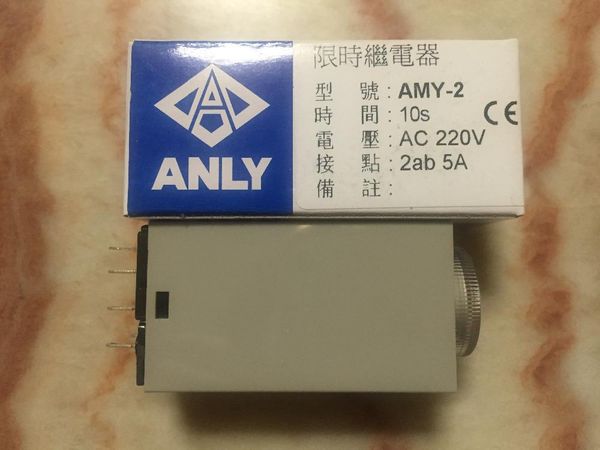 限時繼電器
型 號 : AMY-2
時 間 : 10s
電 壓 : AC 220V
接 點 : 2ab 5A
備 註 :
CE
ANLY